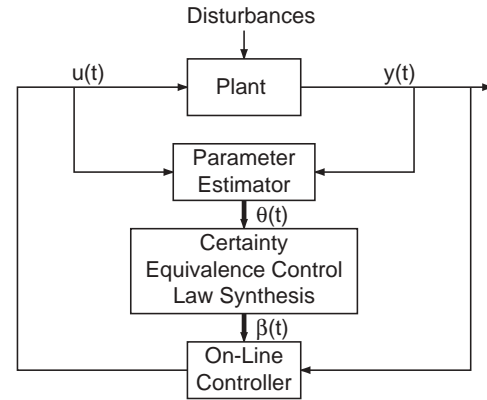 Disturbances
u(t)
Plant
y(t)
Parameter
Estimator
θ(t)
Certainty
Equivalence Control
Law Synthesis
β(t)
On-Line
Controller